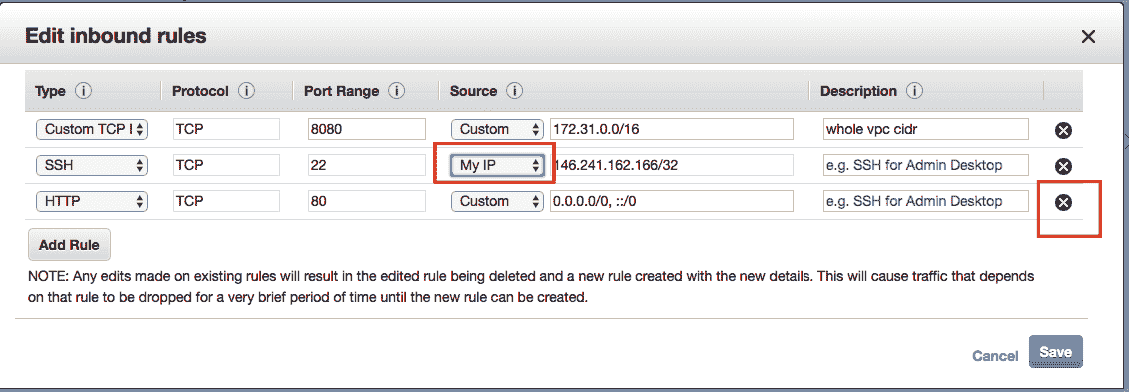 Edit inbound rules
Type Protocol Port Range Source Description
Custom TCP TCP 8080 Custom 172.31.0.0/16 whole vpc cidr
SSH TCP 22 My IP 146.241.162.166/32 e.g. SSH for Admin Desktop
HTTP TCP 80 Custom 0.0.0.0/0, ::/0 e.g. SSH for Admin Desktop
Add Rule
NOTE: Any edits made on existing rules will result in the edited rule being deleted and a new rule created with the new details. This will cause traffic that depends
on that rule to be dropped for a very brief period of time until the new rule can be created.
Cancel Save